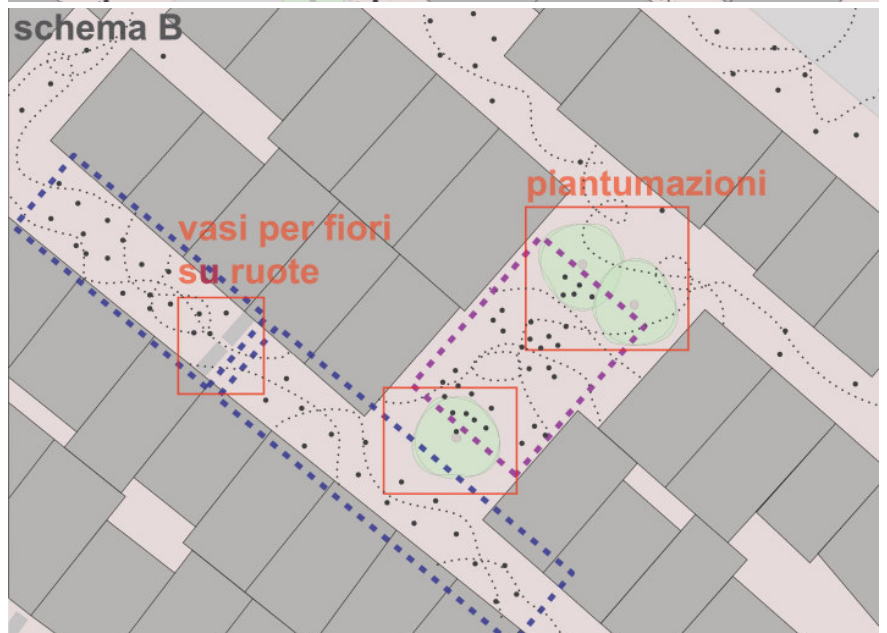 schema B
piantumazioni
vasi per fiori
su ruote